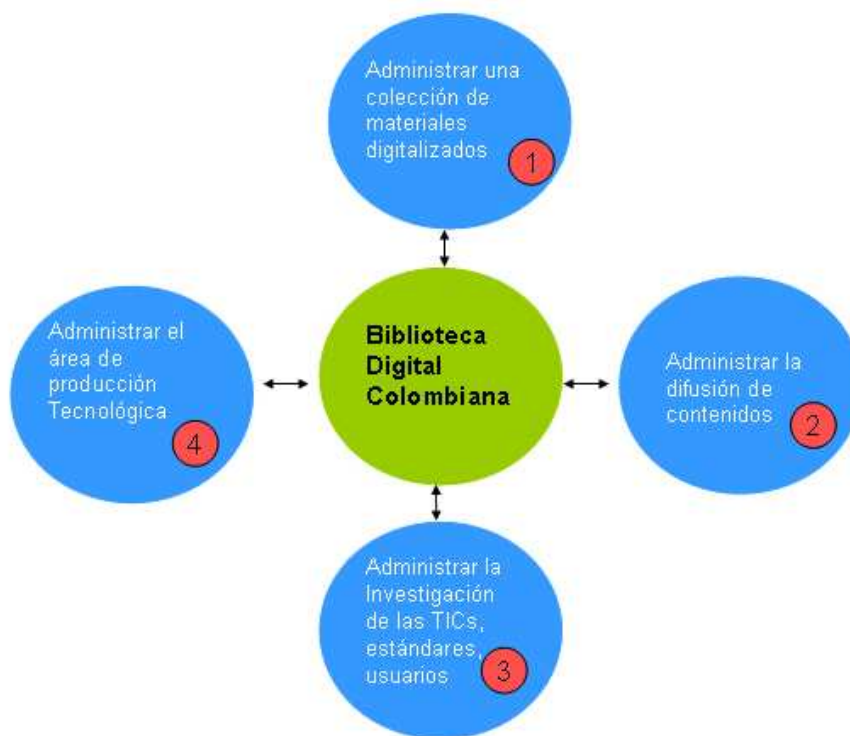 Administrar una
colección de
materiales
digitalizados
1
Administrar el
área de
producción
Tecnológica
4
Biblioteca
Digital
Colombiana
Administrar la
difusión de
contenidos
2
Administrar la
Investigación
de las TICs,
estándares,
usuarios
3